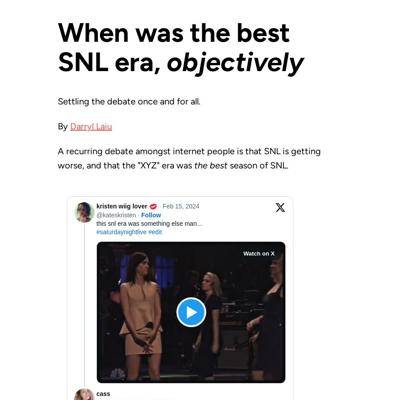 When was the best
SNL era, objectively
Settling the debate once and for all.
By Darryl Laiu
A recurring debate amongst internet people is that SNL is getting
worse, and that the "XYZ" era was the best season of SNL.
kristen wiig lover 💋 · Feb 15, 2024
@kateskristen · Follow
this snl era was something else man…
#saturdaynightlive #edit
Watch on X
cass